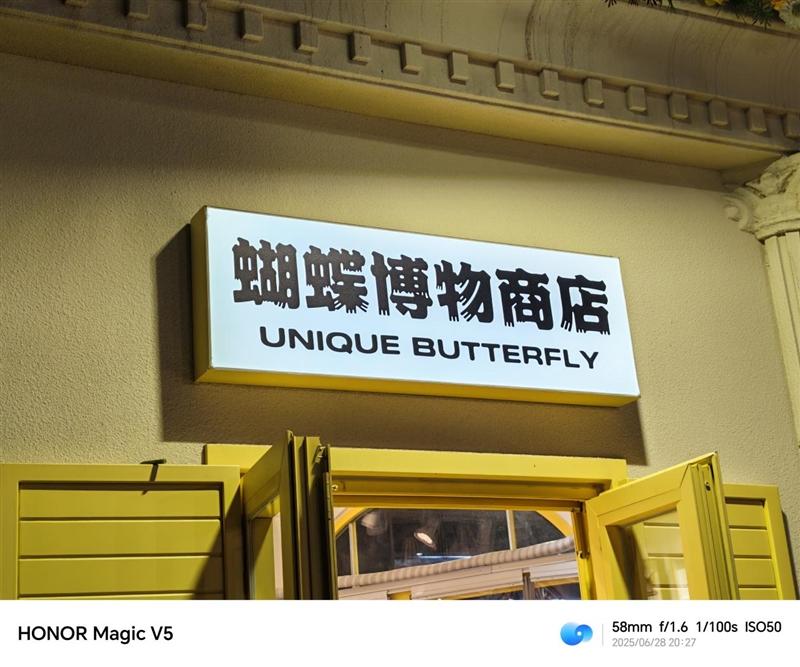 蝴蝶博物商店
UNIQUE BUTTERFLY
HONOR Magic V5
58mm f/1.6 1/100s ISO50
2025/06/28 20:27